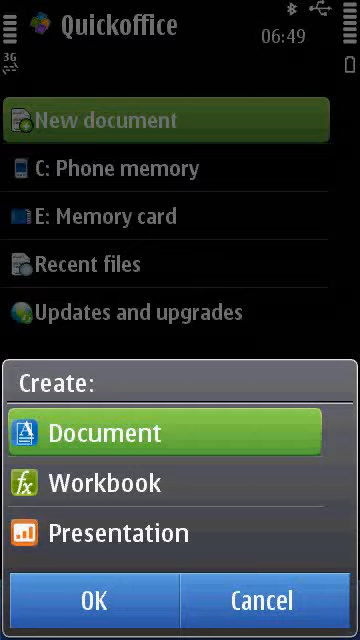 Quickoffice
06:49
3G
New document
C: Phone memory
E: Memory card
Recent files
Updates and upgrades
Create:
Document
Workbook
Presentation
OK
Cancel